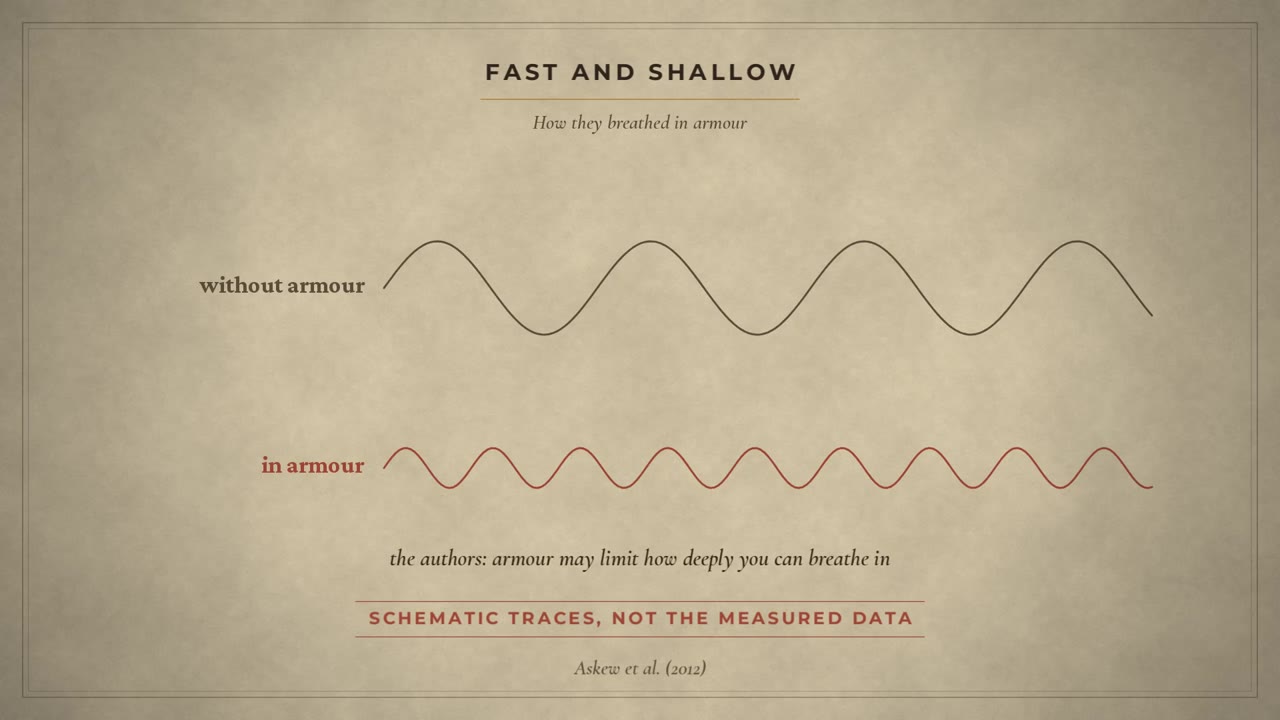 FAST AND SHALLOW
How they breathed in armour
without armour
in armour
the authors: armour may limit how deeply you can breathe in
SCHEMATIC TRACES, NOT THE MEASURED DATA
Askew et al. (2012)